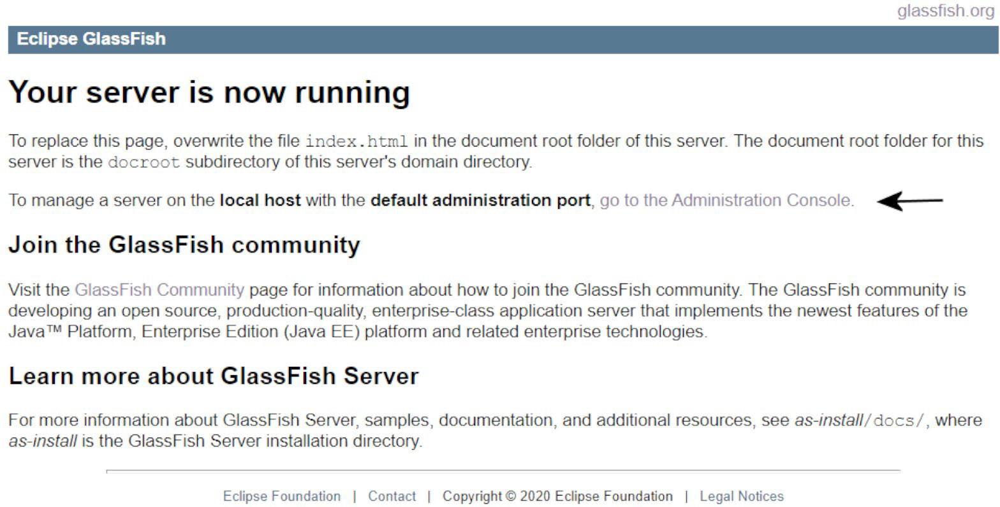 glassfish.org
Eclipse GlassFish
Your server is now running
To replace this page, overwrite the file index.html in the document root folder of this server. The document root folder for this
server is the docroot subdirectory of this server's domain directory.
To manage a server on the local host with the default administration port, go to the Administration Console.
Join the GlassFish community
Visit the GlassFish Community page for information about how to join the GlassFish community. The GlassFish community is
developing an open source, production-quality, enterprise-class application server that implements the newest features of the
Java™ Platform, Enterprise Edition (Java EE) platform and related enterprise technologies.
Learn more about GlassFish Server
For more information about GlassFish Server, samples, documentation, and additional resources, see as-install/docs/, where
as-install is the GlassFish Server installation directory.
Eclipse Foundation | Contact | Copyright © 2020 Eclipse Foundation | Legal Notices